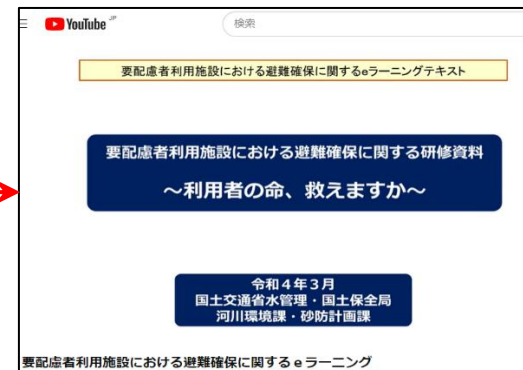 YouTube JP
検索
要配慮者利用施設における避難確保に関するeラーニングテキスト
要配慮者利用施設における避難確保に関する研修資料
～利用者の命、救えますか～
令和４年３月
国土交通省水管理・国土保全局
河川環境課・砂防計画課
要配慮者利用施設における避難確保に関するｅラーニング